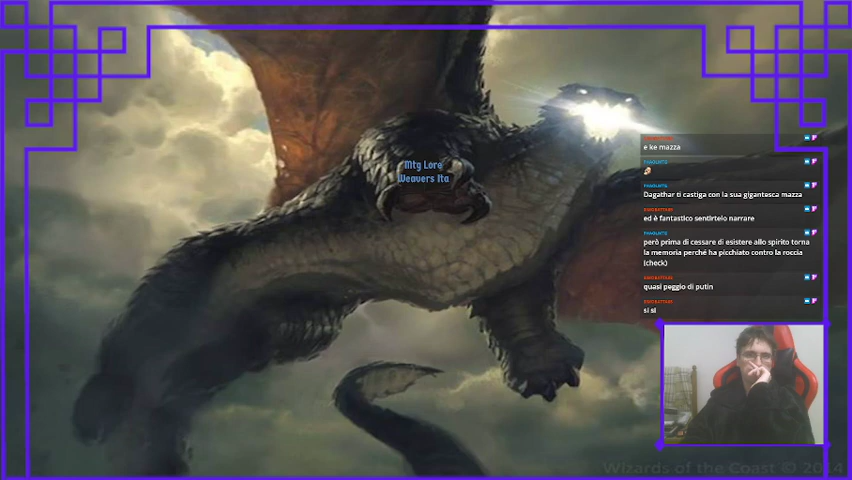 Mtg Lore
Weavers Ita
e ke mazza
Dagathar ti castiga con la sua gigantesca mazza
ed è fantastico sentirtelo narrare
però prima di cessare di esistere allo spirito torna
la memoria perché ha picchiato contro la roccia
(check)
quasi peggio di putin
si si
Wizards of the Coast © 2014